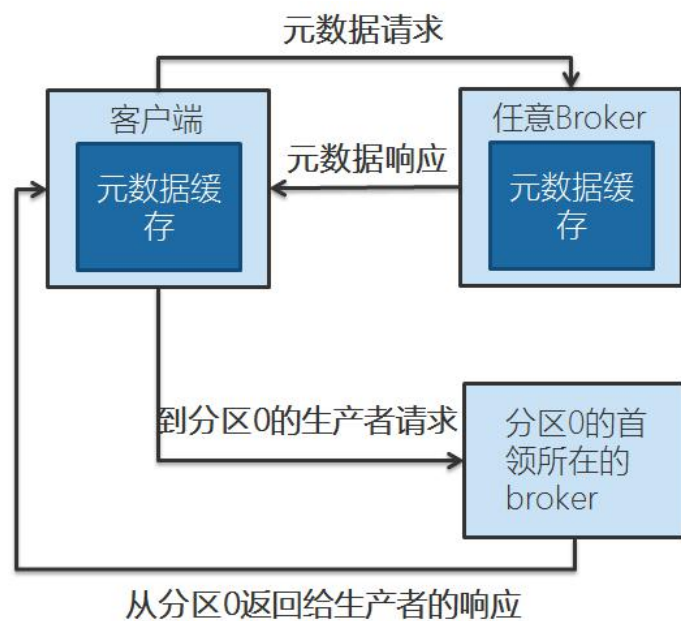 元数据请求
客户端
任意Broker
元数据响应
元数据缓
存
元数据缓
存
到分区0的生产者请求
分区0的首
领所在的
broker
从分区0返回给生产者的响应